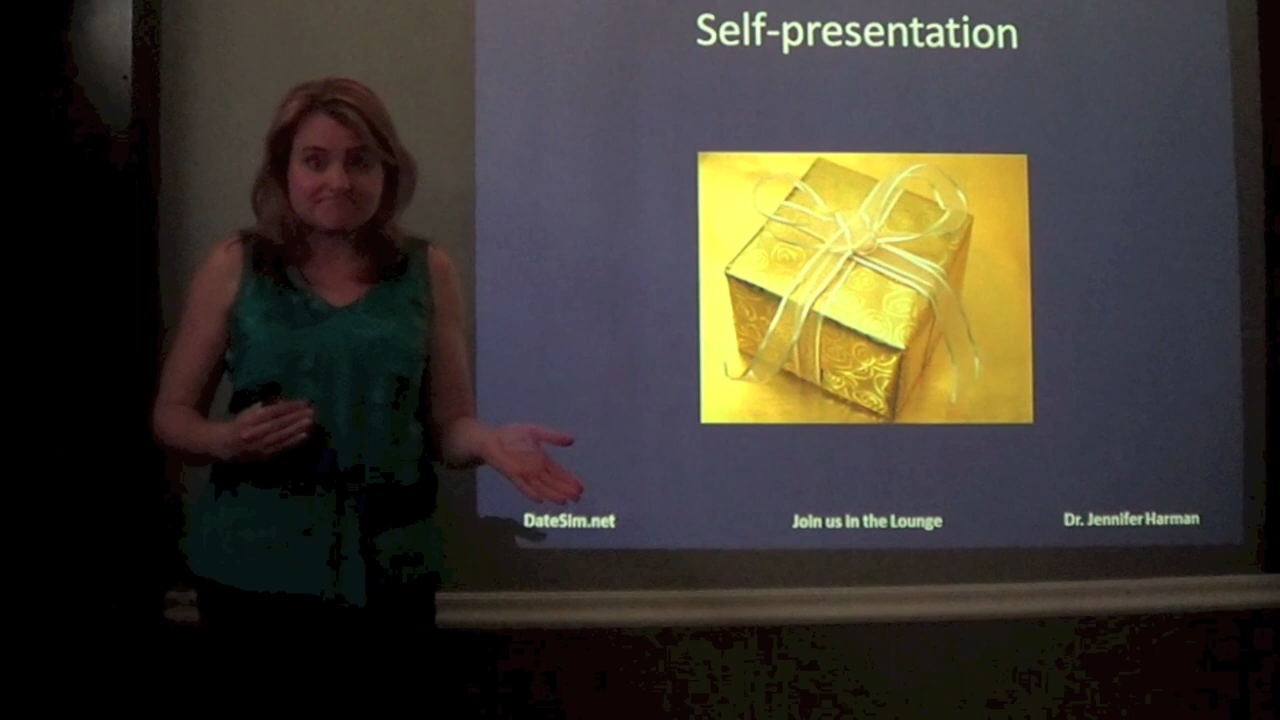 Self-presentation
DateSim.net
Join us in the Lounge
Dr. Jennifer Harman